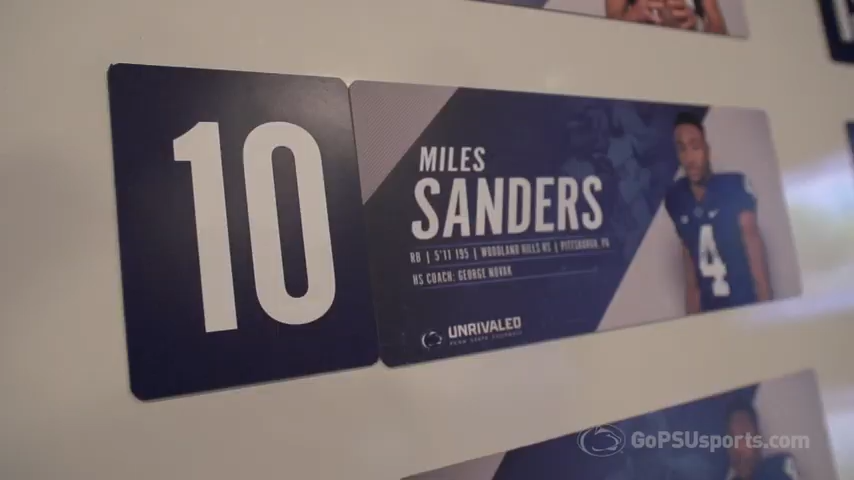 10
MILES
SANDERS
RB | 5'11 195 | WOODLAND HILLS HS | PITTSBURGH, PA
HS COACH: GEORGE NOVAK
UNRIVALED
PENN STATE FOOTBALL
4
GoPSUsports.com